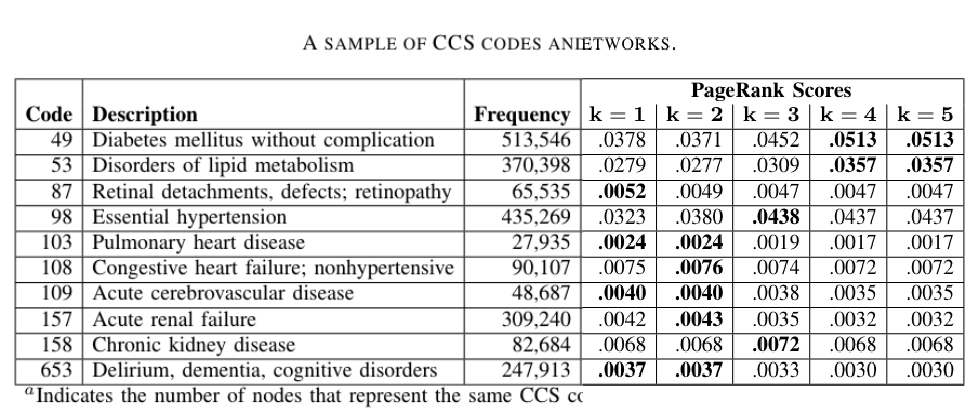 A SAMPLE OF CCS CODES ANIETWORKS.
PageRank Scores
Code Description Frequency k = 1 k = 2 k = 3 k = 4 k = 5
49 Diabetes mellitus without complication 513,546 .0378 .0371 .0452 .0513 .0513
53 Disorders of lipid metabolism 370,398 .0279 .0277 .0309 .0357 .0357
87 Retinal detachments, defects; retinopathy 65,535 .0052 .0049 .0047 .0047 .0047
98 Essential hypertension 435,269 .0323 .0380 .0438 .0437 .0437
103 Pulmonary heart disease 27,935 .0024 .0024 .0019 .0017 .0017
108 Congestive heart failure; nonhypertensive 90,107 .0075 .0076 .0074 .0072 .0072
109 Acute cerebrovascular disease 48,687 .0040 .0040 .0038 .0035 .0035
157 Acute renal failure 309,240 .0042 .0043 .0035 .0032 .0032
158 Chronic kidney disease 82,684 .0068 .0068 .0072 .0068 .0068
653 Delirium, dementia, cognitive disorders 247,913 .0037 .0037 .0033 .0030 .0030
a Indicates the number of nodes that represent the same CCS